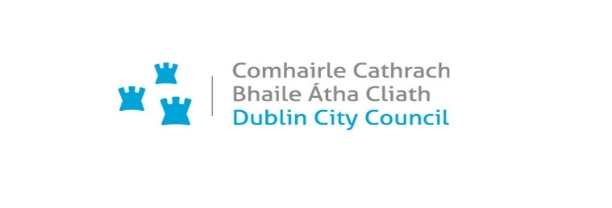 Comhairle Cathrach
Bhaile Átha Cliath
Dublin City Council